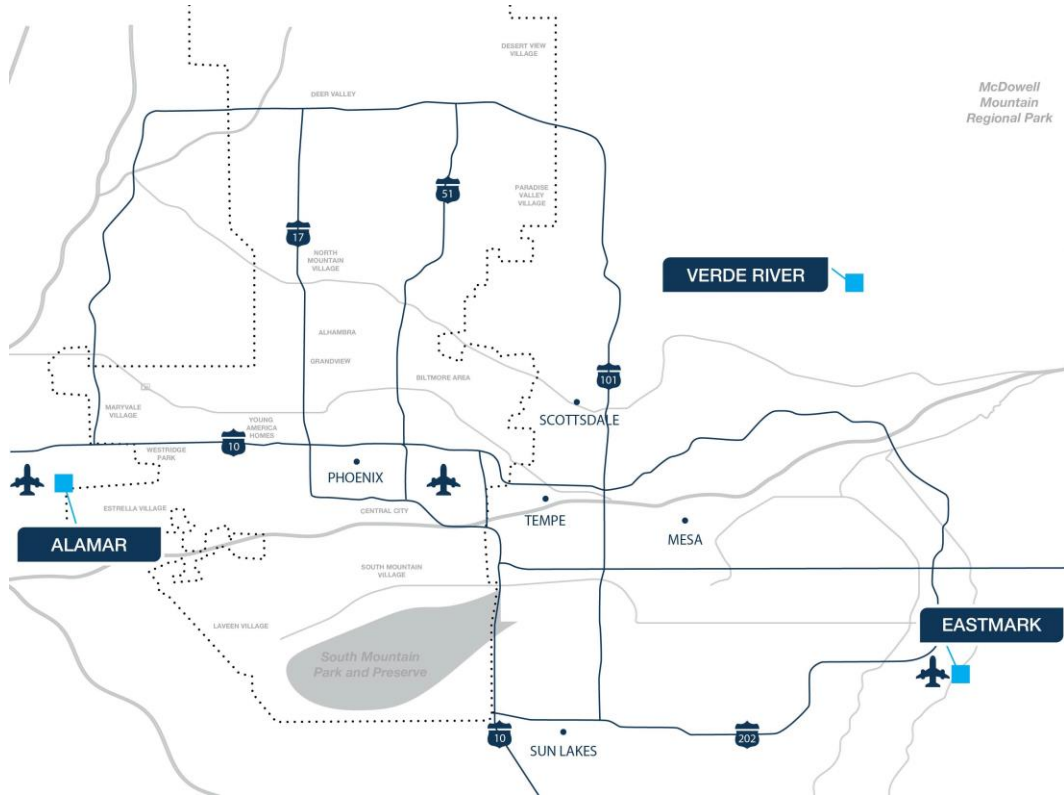 DESERT VIEW
VILLAGE
McDowell
Mountain
Regional Park
DEER VALLEY
51
PARADISE
VALLEY
VILLAGE
17
NORTH
MOUNTAIN
VILLAGE
VERDE RIVER
ALHAMBRA
GRANDVIEW
BILTMORE AREA
101
MARYVALE
VILLAGE
SCOTTSDALE
YOUNG
AMERICA
HOMES
10
WESTRIDGE
PARK
PHOENIX
ESTRELLA VILLAGE
CENTRAL CITY
TEMPE
MESA
ALAMAR
SOUTH MOUNTAIN
VILLAGE
LAVEEN VILLAGE
EASTMARK
South Mountain
Park and Preserve
10
SUN LAKES
202